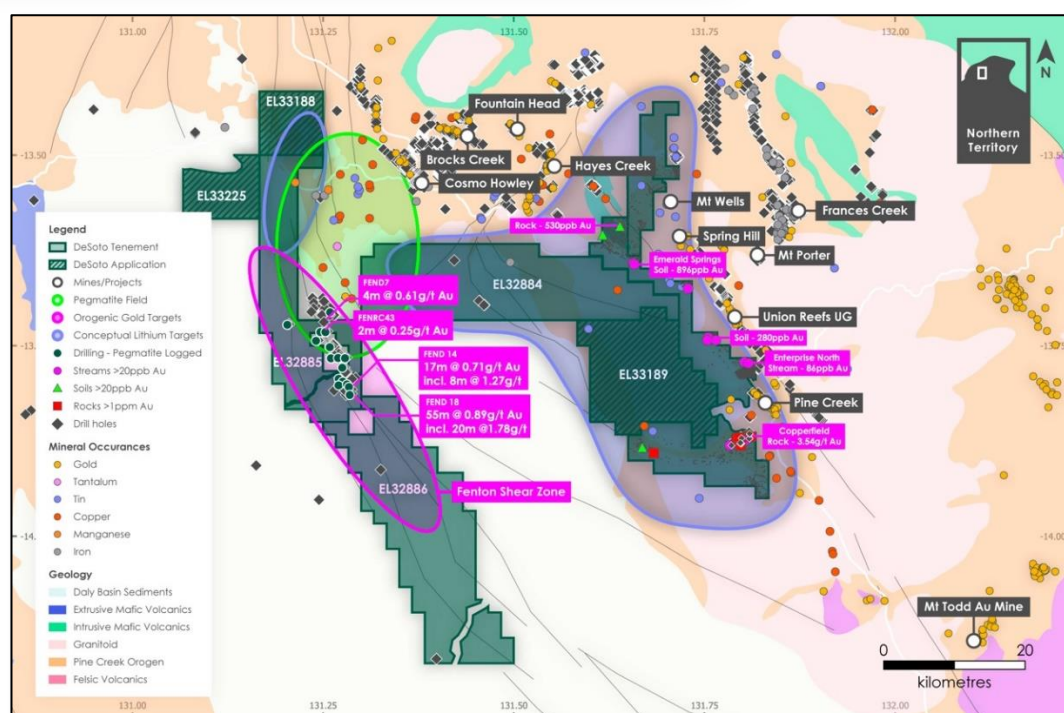 131.00
131.25
131.50
131.75
132.00
-13.50
-13.50
-13.75
-14.00
-14.00
131.00
131.25
131.50
131.75
132.00
N
Northern
Territory
EL33188
EL33225
Fountain Head
Brocks Creek
Hayes Creek
Cosmo Howley
Mt Wells
Frances Creek
Spring Hill
Mt Porter
Rock - 530ppb Au
Emerald Springs
Soil - 896ppb Au
EL32884
FEND7
4m @ 0.61g/t Au
FENRC43
2m @ 0.25g/t Au
Union Reefs UG
Soil - 280ppb Au
EL32885
FEND 14
17m @ 0.71g/t Au
incl. 8m @ 1.27g/t
EL33189
Enterprise North
Stream - 86ppb Au
FEND 18
55m @ 0.89g/t Au
incl. 20m @1.78g/t
Pine Creek
Copperfield
Rock - 3.54g/t Au
EL32886
Fenton Shear Zone
Mt Todd Au Mine
0
20
kilometres
Legend
DeSoto Tenement
DeSoto Application
Mines/Projects
Pegmatite Field
Orogenic Gold Targets
Conceptual Lithium Targets
Drilling - Pegmatite Logged
Streams >20ppb Au
Soils >20ppb Au
Rocks >1ppm Au
Drill holes
Mineral Occurances
Gold
Tantalum
Tin
Copper
Manganese
Iron
Geology
Daly Basin Sediments
Extrusive Mafic Volcanics
Intrusive Mafic Volcanics
Granitoid
Pine Creek Orogen
Felsic Volcanics